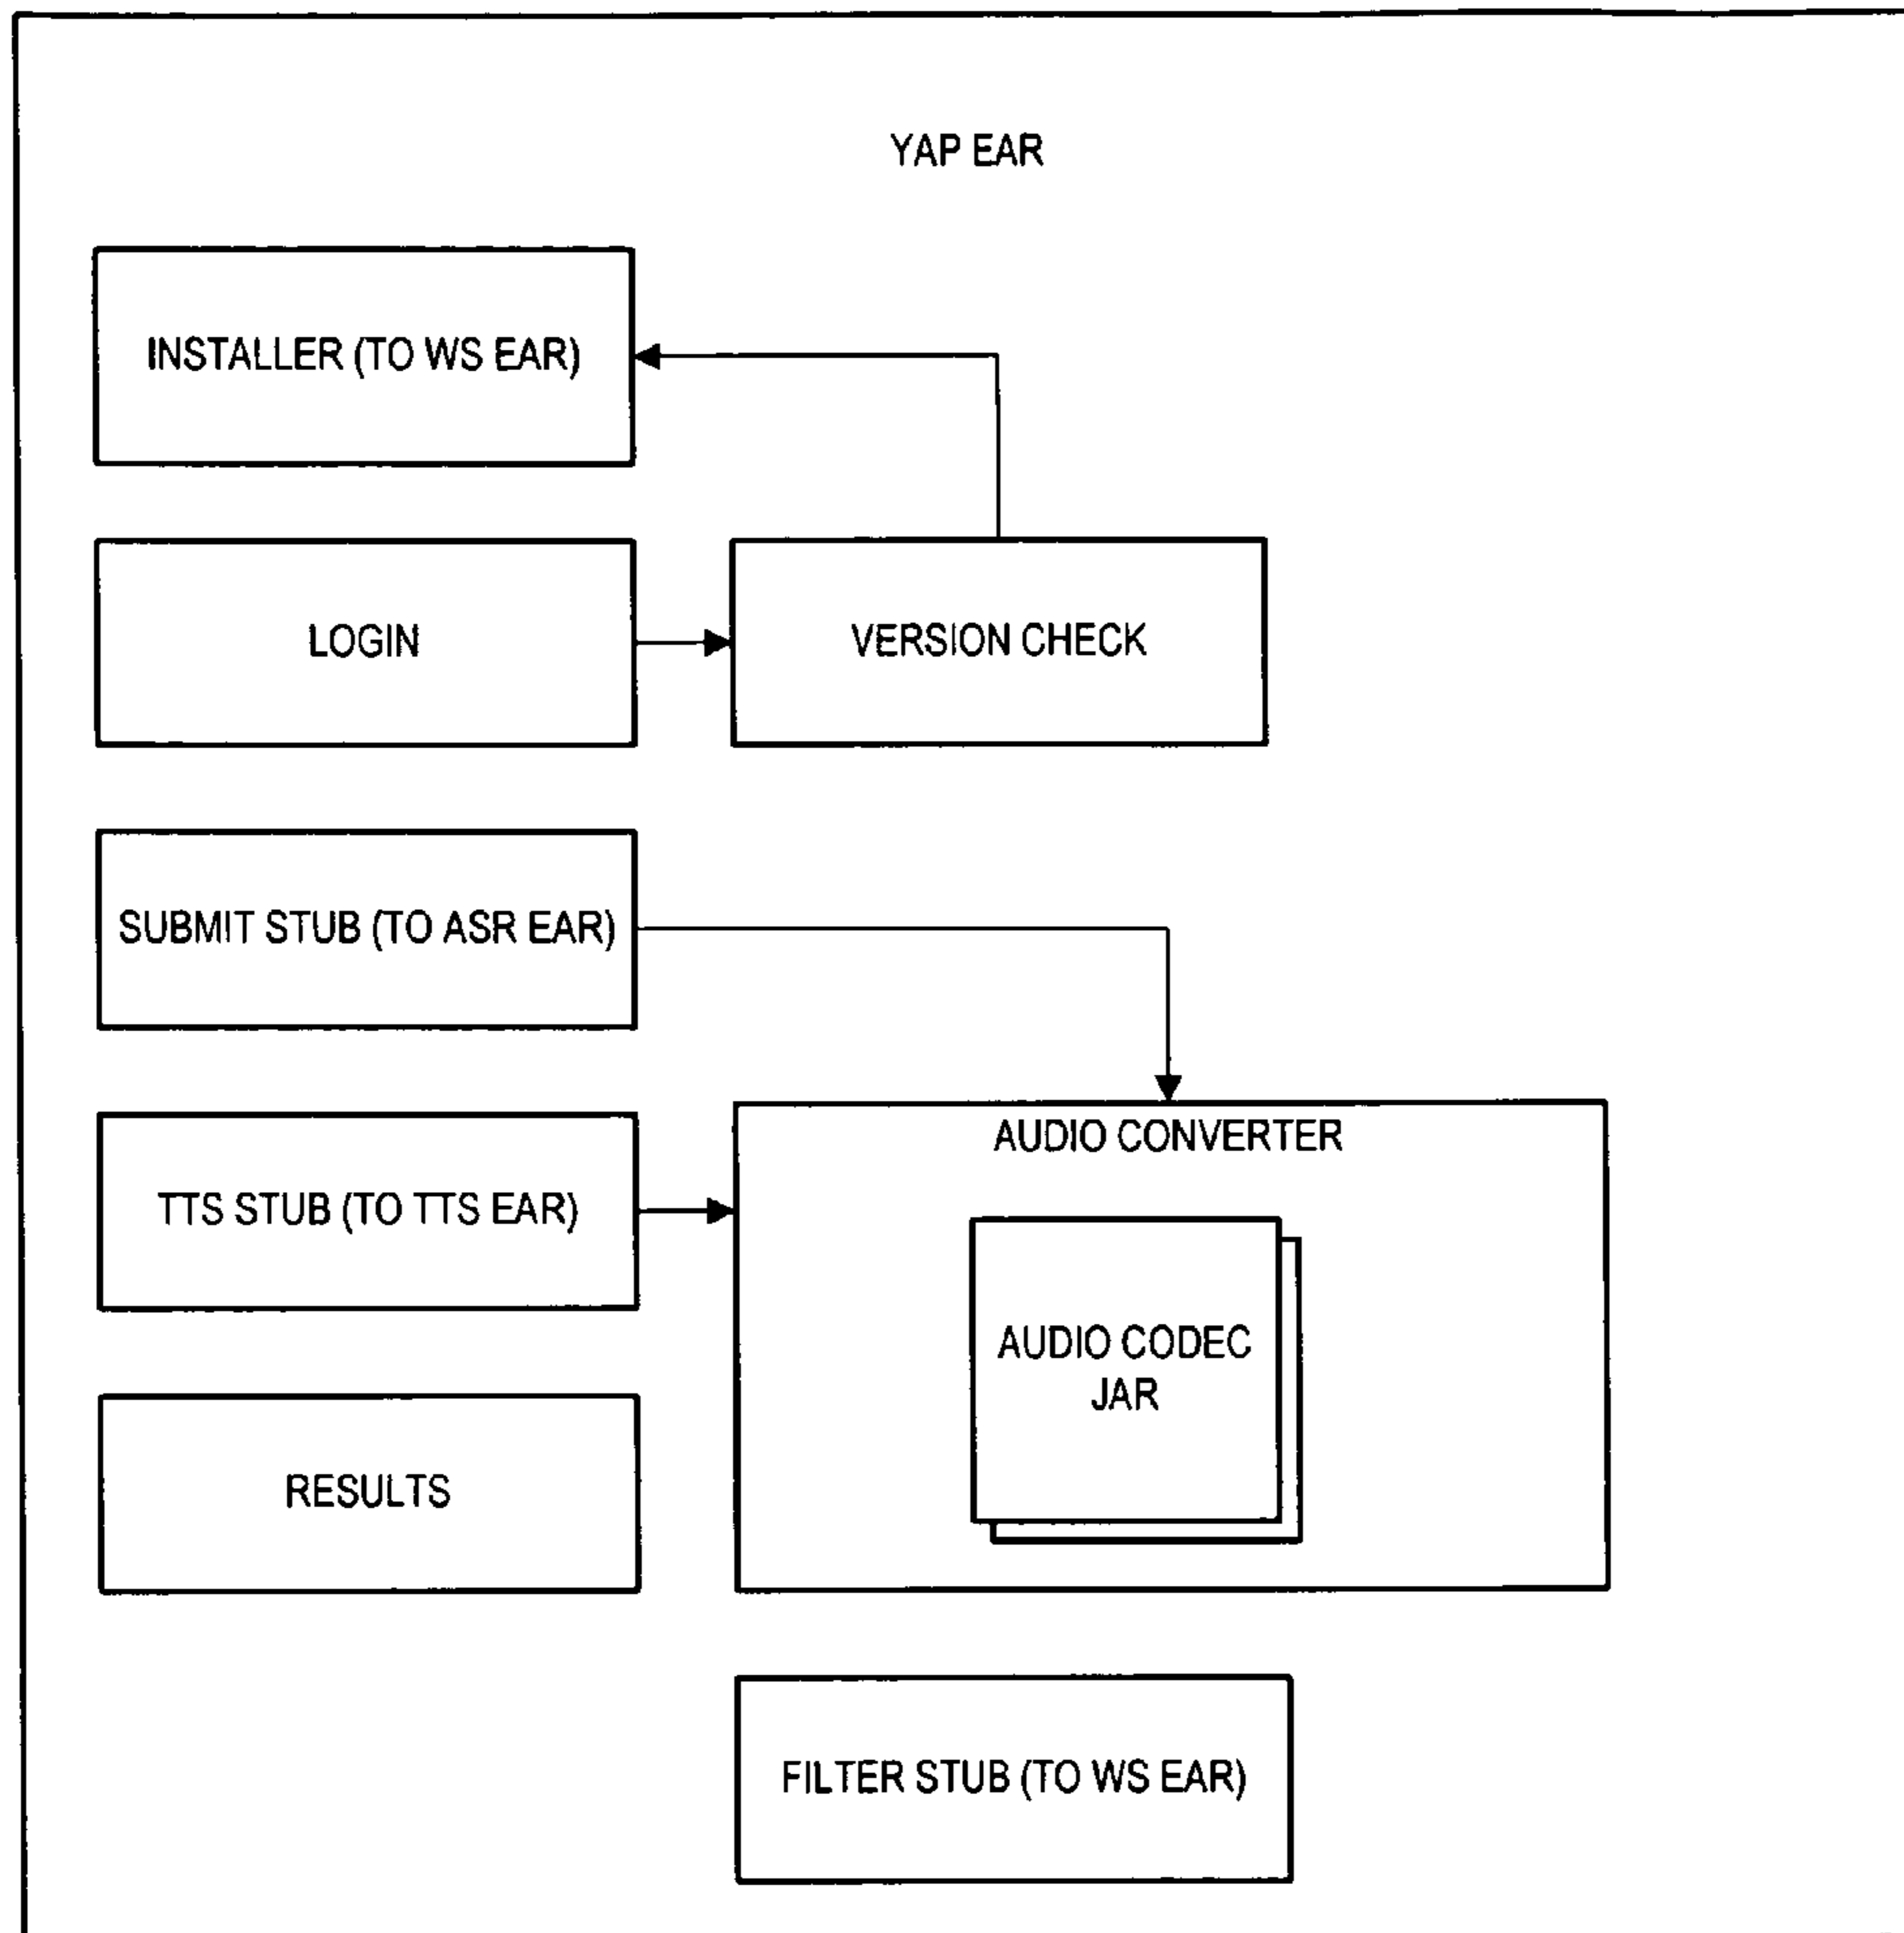 YAP EAR
INSTALLER (TO WS EAR)
LOGIN
VERSION CHECK
SUBMIT STUB (TO ASR EAR)
AUDIO CONVERTER
TTS STUB (TO TTS EAR)
AUDIO CODEC
JAR
RESULTS
FILTER STUB (TO WS EAR)